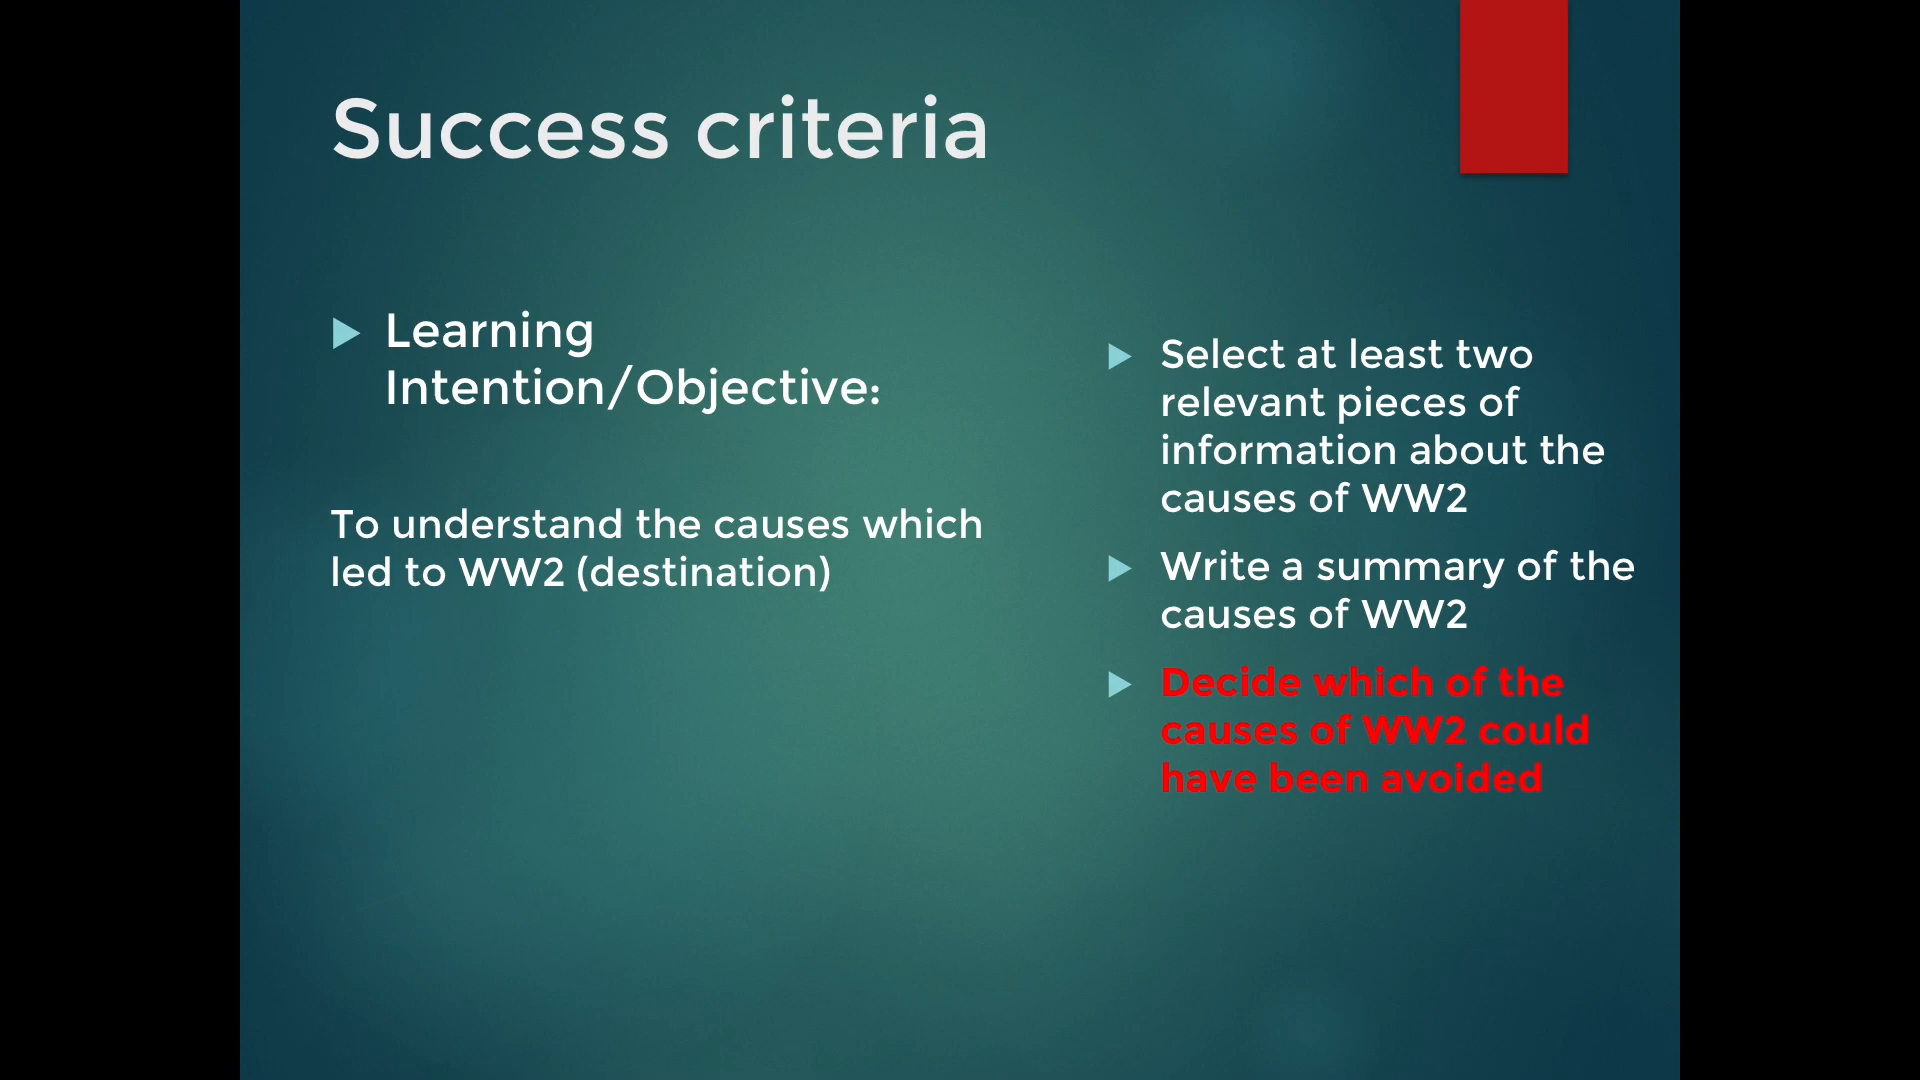 Success criteria
Learning
Intention/Objective:
To understand the causes which
led to WW2 (destination)
Select at least two
relevant pieces of
information about the
causes of WW2
Write a summary of the
causes of WW2
Decide which of the
causes of WW2 could
have been avoided